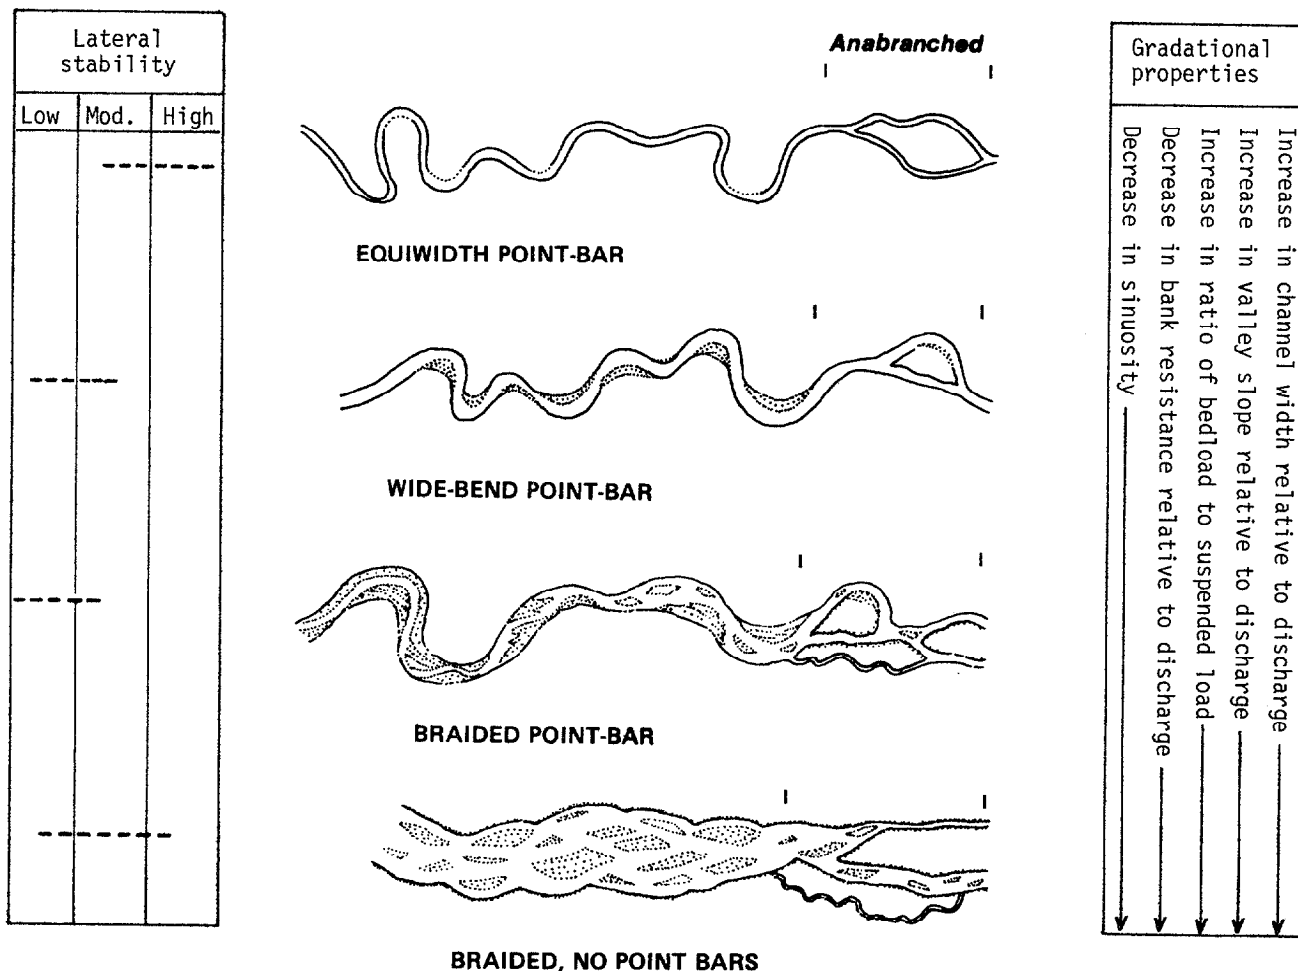 Lateral
stability
Low Mod. High
Anabranched
EQUIWIDTH POINT-BAR
WIDE-BEND POINT-BAR
BRAIDED POINT-BAR
BRAIDED, NO POINT BARS
Gradational
properties
Decrease in sinuosity
Decrease in bank resistance relative to discharge
Increase in ratio of bedload to suspended load
Increase in valley slope relative to discharge
Increase in channel width relative to discharge